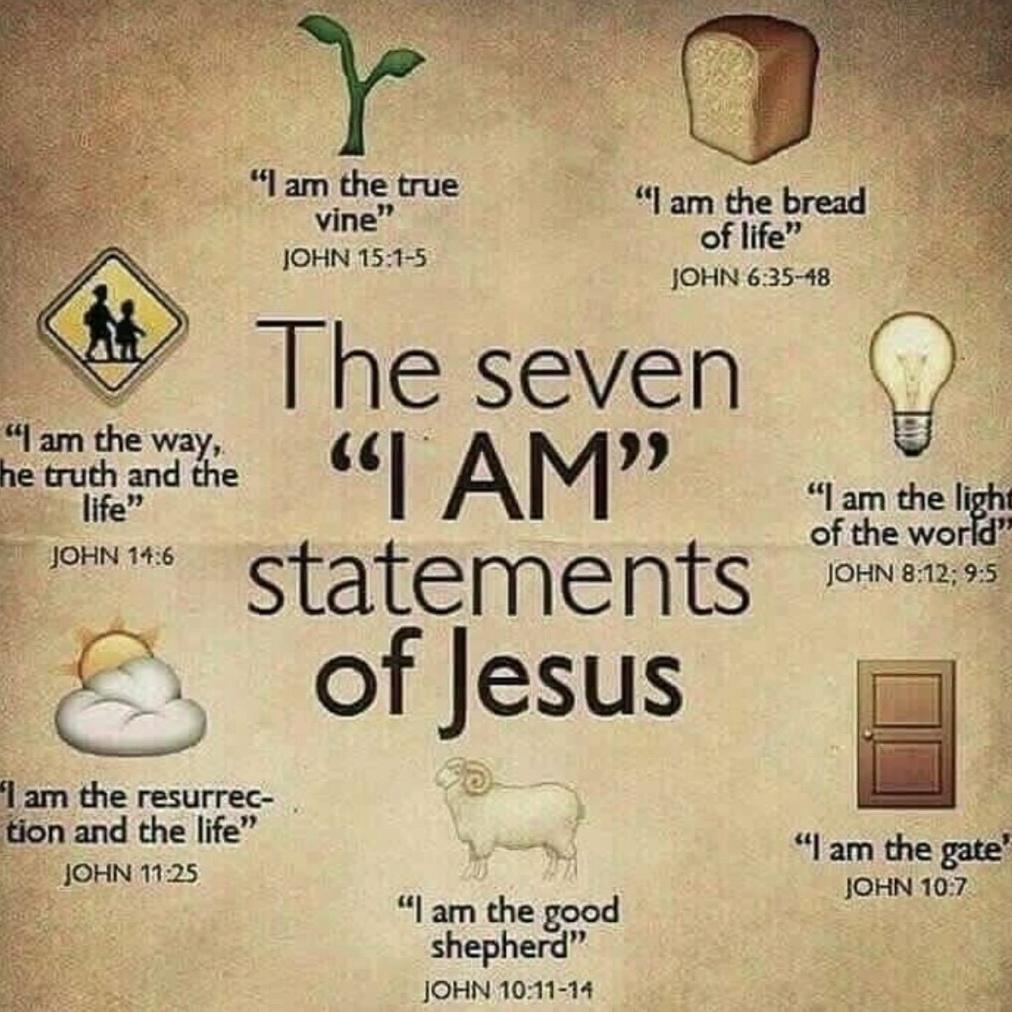 “I am the true
vine”
JOHN 15:1-5
“I am the bread
of life”
JOHN 6:35-48
The seven
“I AM”
statements
of Jesus
“I am the way,
he truth and the
life”
JOHN 14:6
“I am the light
of the world”
JOHN 8:12; 9:5
“I am the resurrec-
tion and the life”
JOHN 11:25
“I am the gate”
JOHN 10:7
“I am the good
shepherd”
JOHN 10:11-14